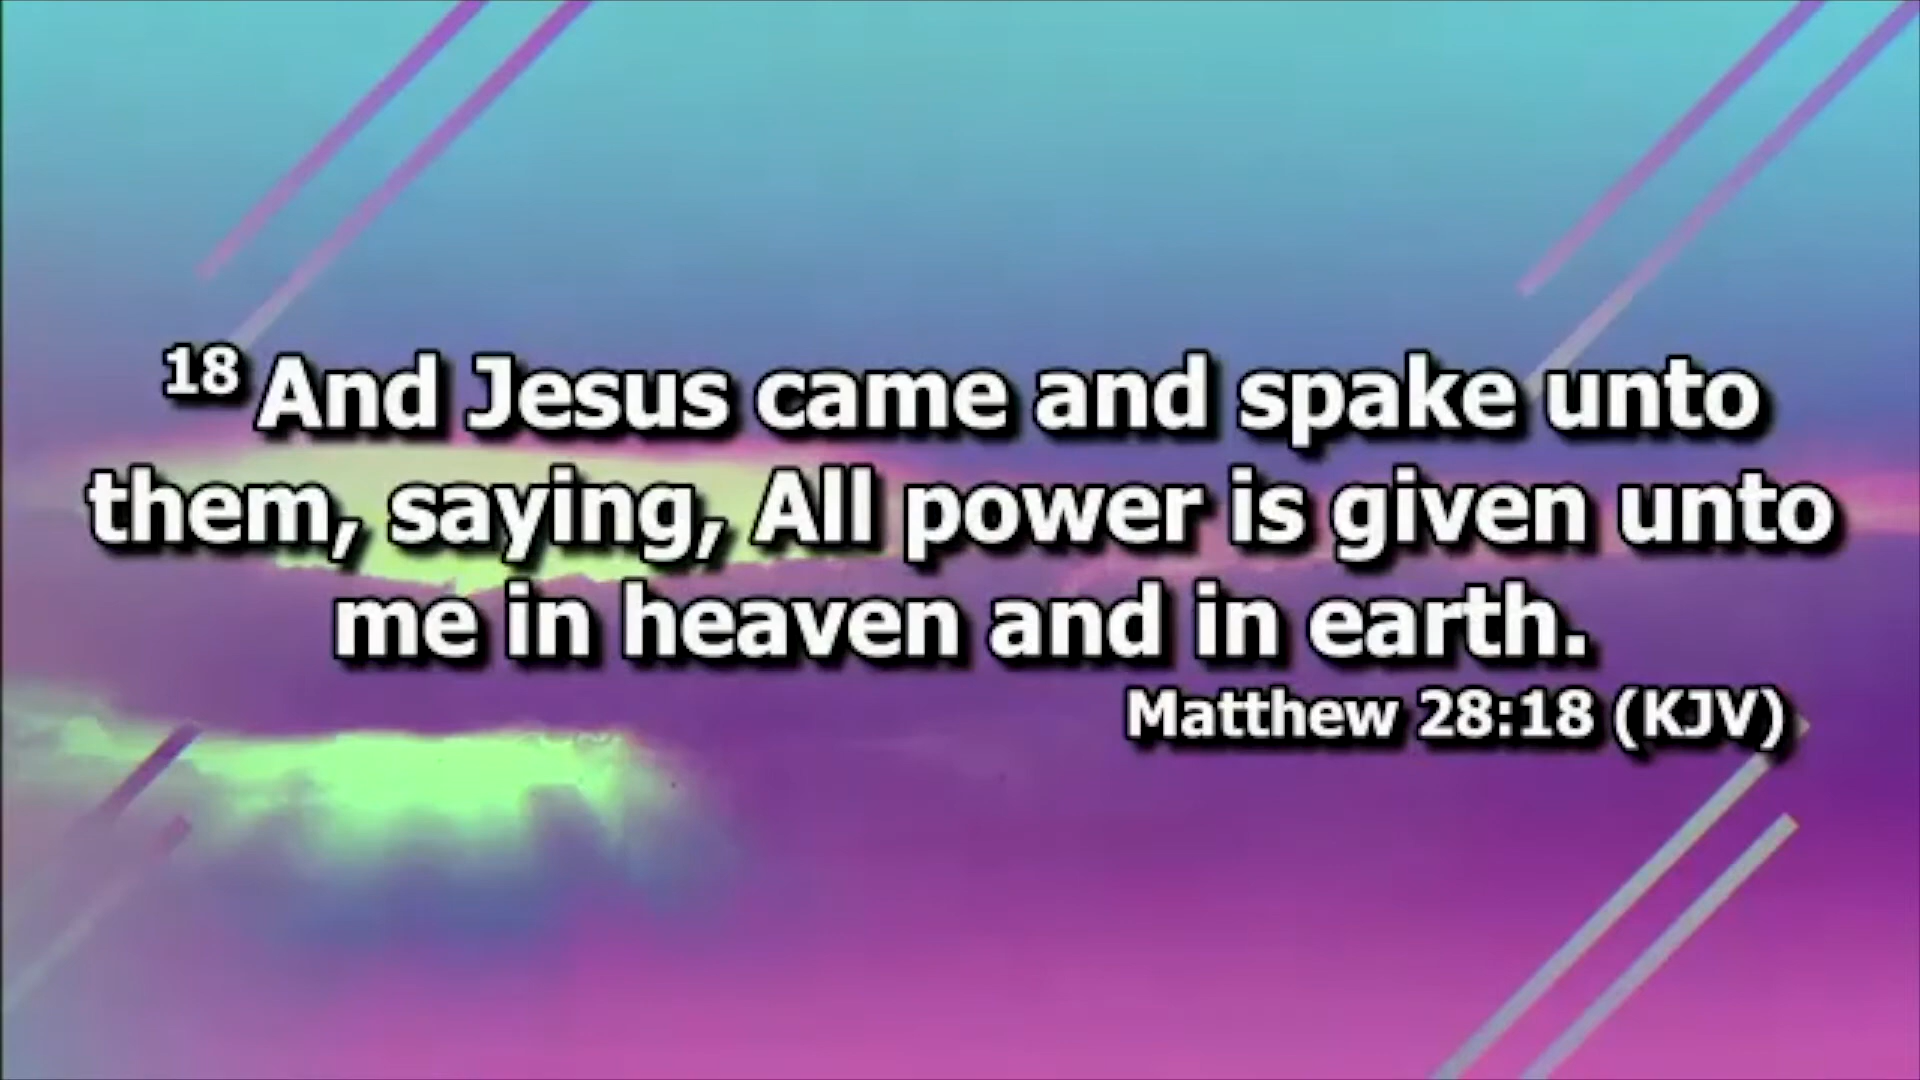 18 And Jesus came and spake unto
them, saying, All power is given unto
me in heaven and in earth.
Matthew 28:18 (KJV)